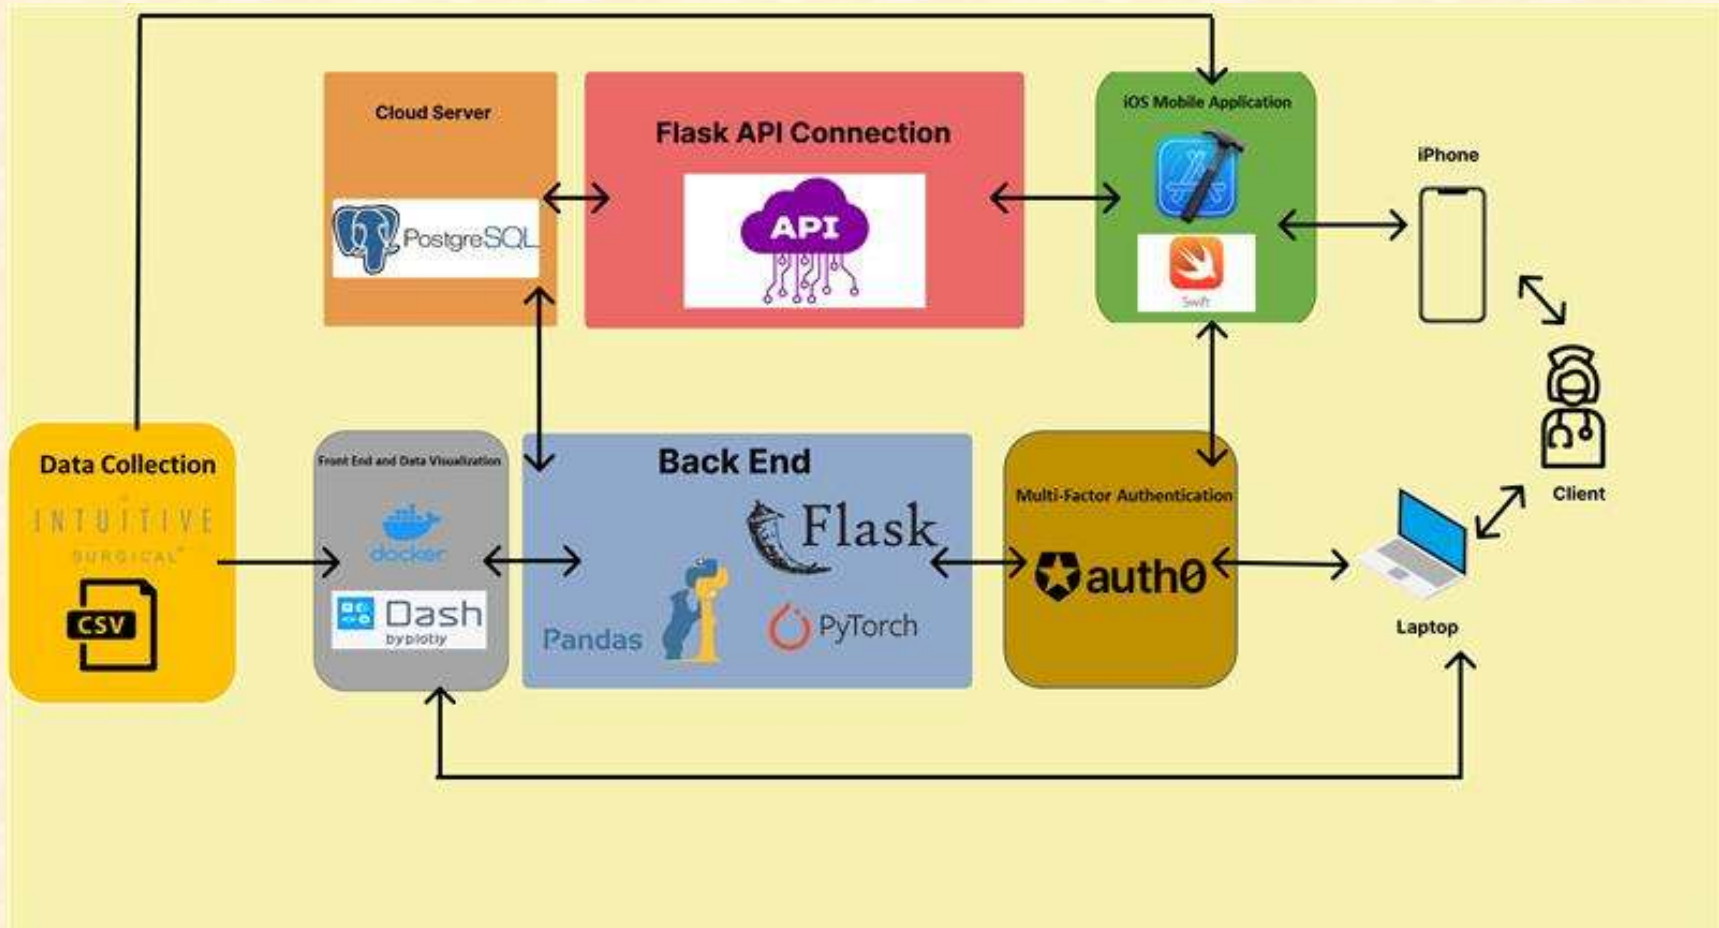 Cloud Server
PostgreSQL
Flask API Connection
API
iOS Mobile Application
Swift
iPhone
Data Collection
INTUITIVE
SURGICAL®
CSV
Front End and Data Visualization
docker
Dash
by plotly
Back End
Flask
Pandas
PyTorch
Multi-Factor Authentication
auth0
Client
Laptop